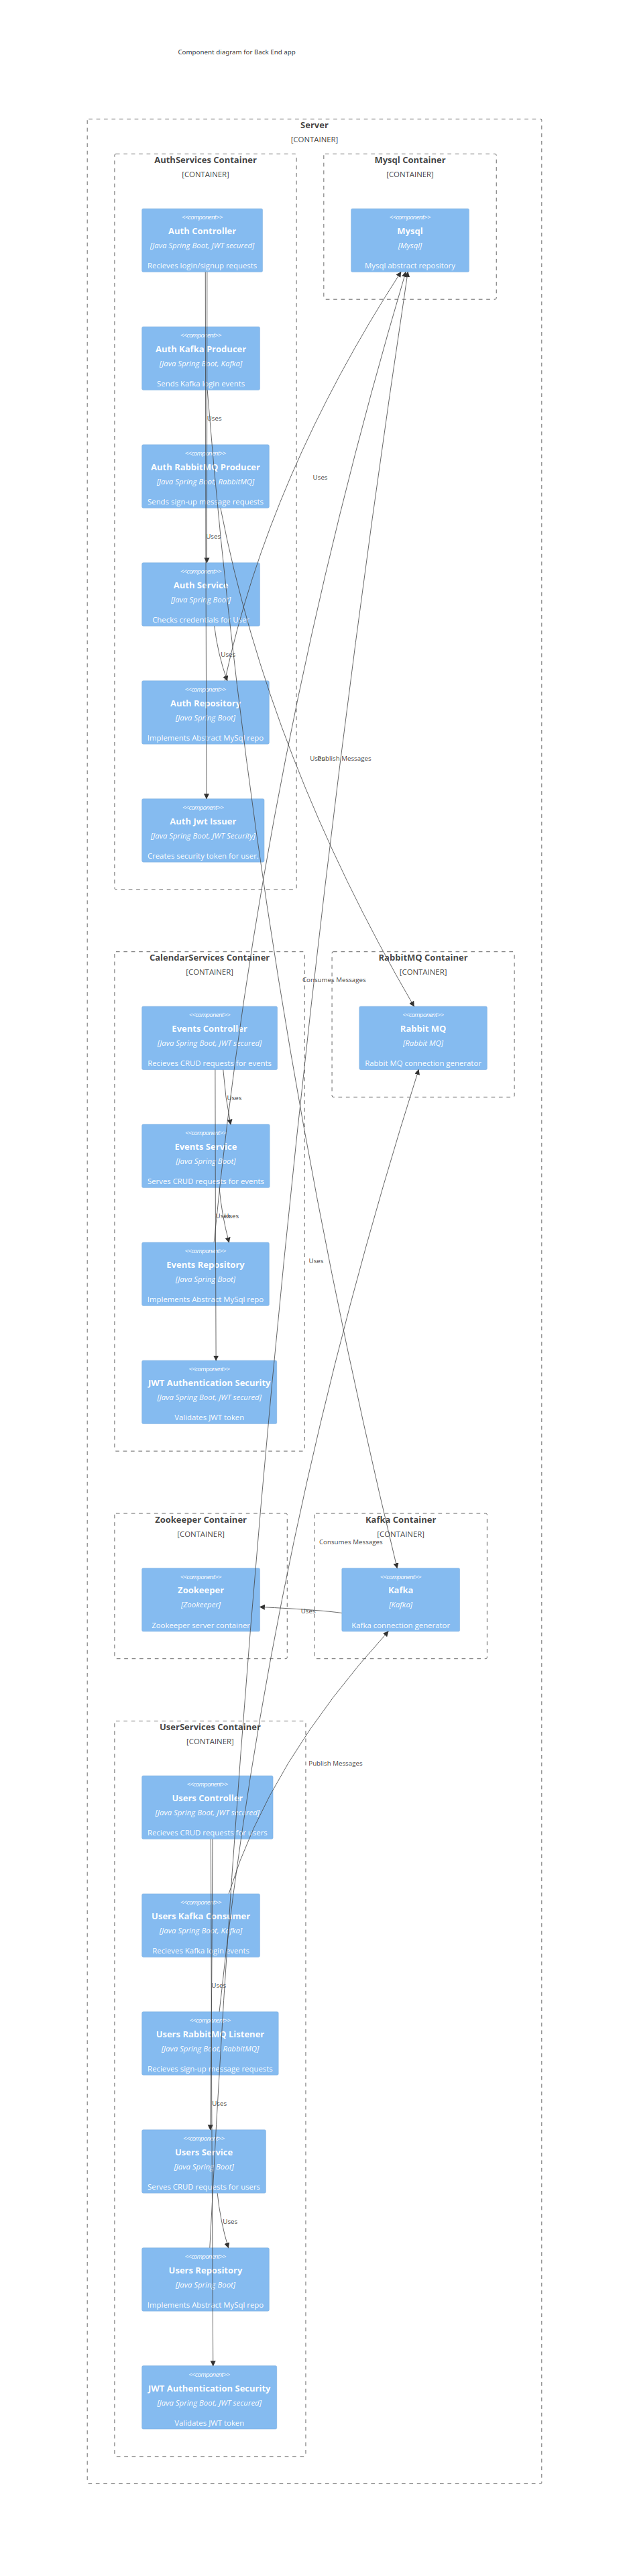 Component diagram for Back End app
Server
[CONTAINER]
AuthServices Container
[CONTAINER]
<<component>>
Auth Controller
[Java Spring Boot, JWT secured]
Recieves login/signup requests
<<component>>
Auth Kafka Producer
[Java Spring Boot, Kafka]
Sends Kafka login events
Uses
<<component>>
Auth RabbitMQ Producer
[Java Spring Boot, RabbitMQ]
Sends sign-up message requests
Uses
<<component>>
Auth Service
[Java Spring Boot]
Checks credentials for User
Uses
<<component>>
Auth Repository
[Java Spring Boot]
Implements Abstract MySql repo
<<component>>
Auth Jwt Issuer
[Java Spring Boot, JWT Security]
Creates security token for user.
Mysql Container
[CONTAINER]
<<component>>
Mysql
[Mysql]
Mysql abstract repository
Uses
Uses
Publish Messages
CalendarServices Container
[CONTAINER]
<<component>>
Events Controller
[Java Spring Boot, JWT secured]
Recieves CRUD requests for events
Uses
<<component>>
Events Service
[Java Spring Boot]
Serves CRUD requests for events
Uses
Uses
<<component>>
Events Repository
[Java Spring Boot]
Implements Abstract MySql repo
<<component>>
JWT Authentication Security
[Java Spring Boot, JWT secured]
Validates JWT token
RabbitMQ Container
[CONTAINER]
Consumes Messages
<<component>>
Rabbit MQ
[Rabbit MQ]
Rabbit MQ connection generator
Uses
Zookeeper Container
[CONTAINER]
<<component>>
Zookeeper
[Zookeeper]
Zookeeper server container
Kafka Container
[CONTAINER]
Consumes Messages
<<component>>
Kafka
[Kafka]
Kafka connection generator
Uses
UserServices Container
[CONTAINER]
Publish Messages
<<component>>
Users Controller
[Java Spring Boot, JWT secured]
Recieves CRUD requests for users
<<component>>
Users Kafka Consumer
[Java Spring Boot, Kafka]
Recieves Kafka login events
Uses
<<component>>
Users RabbitMQ Listener
[Java Spring Boot, RabbitMQ]
Recieves sign-up message requests
Uses
<<component>>
Users Service
[Java Spring Boot]
Serves CRUD requests for users
Uses
<<component>>
Users Repository
[Java Spring Boot]
Implements Abstract MySql repo
<<component>>
JWT Authentication Security
[Java Spring Boot, JWT secured]
Validates JWT token